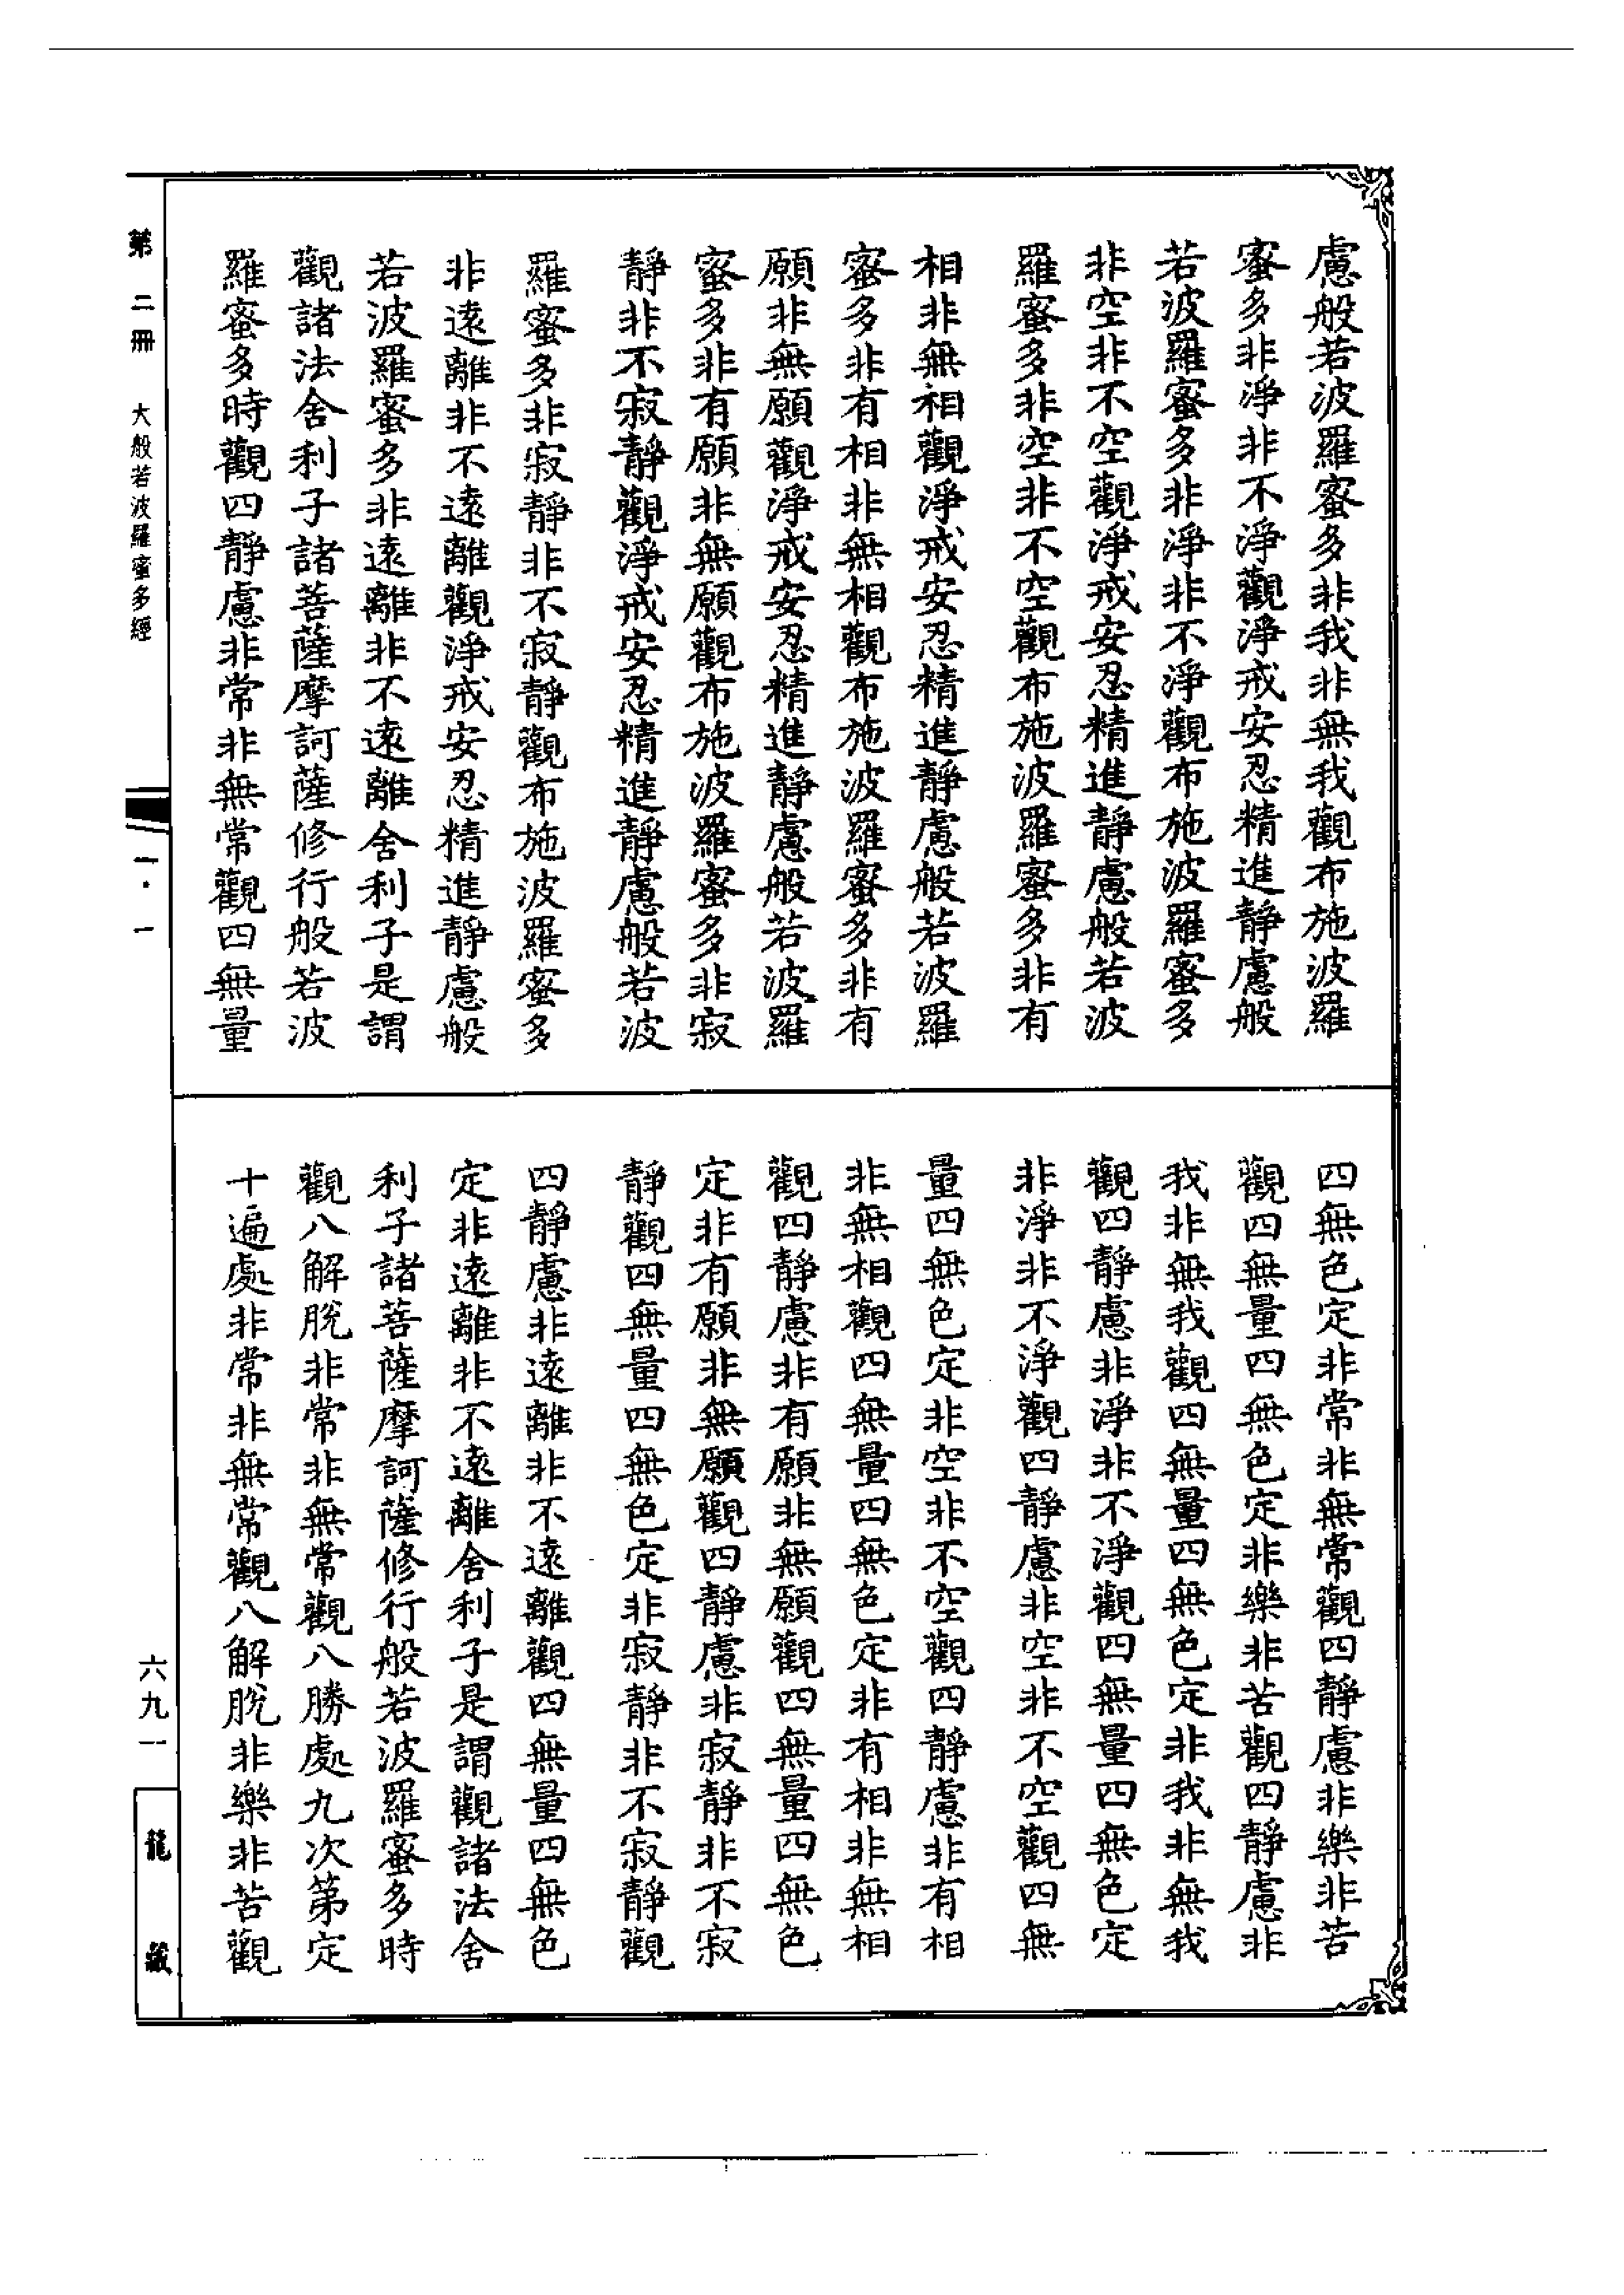 慮般若波羅蜜多非我非無我觀布施波羅
蜜多非淨非不淨觀淨戒安忍精進靜慮般
若波羅蜜多非淨非不淨觀布施波羅蜜多
非空非不空觀淨戒安忍精進靜慮般若波
羅蜜多非空非不空觀布施波羅蜜多非有
相非無相觀淨戒安忍精進靜慮般若波羅
蜜多非有相非無相觀布施波羅蜜多非有
願非無願觀淨戒安忍精進靜慮般若波羅
蜜多非有願非無願觀布施波羅蜜多非寂
靜非不寂靜觀淨戒安忍精進靜慮般若波
羅蜜多非寂靜非不寂靜觀布施波羅蜜多
非遠離非不遠離觀淨戒安忍精進靜慮般
若波羅蜜多非遠離非不遠離舍利子是謂
觀諸法舍利子諸菩薩摩訶薩修行般若波
羅蜜多時觀四靜慮非常非無常觀四無量
四無色定非常非無常觀四靜慮非樂非苦
觀四無量四無色定非樂非苦觀四靜慮非
我非無我觀四無量四無色定非我非無我
觀四靜慮非淨非不淨觀四無量四無色定
非淨非不淨觀四靜慮非空非不空觀四無
量四無色定非空非不空觀四靜慮非有相
非無相觀四無量四無色定非有相非無相
觀四靜慮非有願非無願觀四無量四無色
定非有願非無願觀四靜慮非寂靜非不寂
靜觀四無量四無色定非寂靜非不寂靜觀
四靜慮非遠離非不遠離觀四無量四無色
定非遠離非不遠離舍利子是謂觀諸法舍
利子諸菩薩摩訶薩修行般若波羅蜜多時
觀八解脫非常非無常觀八勝處九次第定
十遍處非常非無常觀八解脫非樂非苦觀
第二冊 大般若波羅蜜多經
一·一
六九一
龍藏